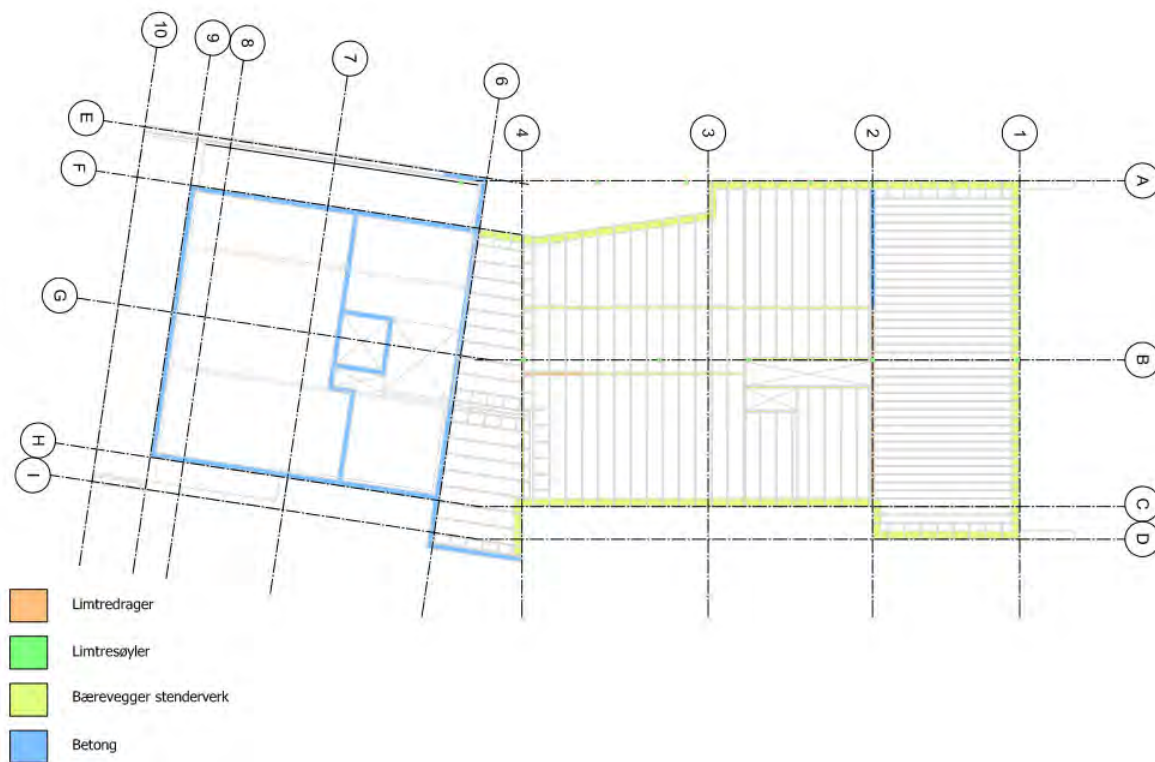 10
9
8
7
6
4
3
2
1
E
F
G
H
I
A
B
C
D
Limtredrager
Limtresøyler
Bærevegger stenderverk
Betong